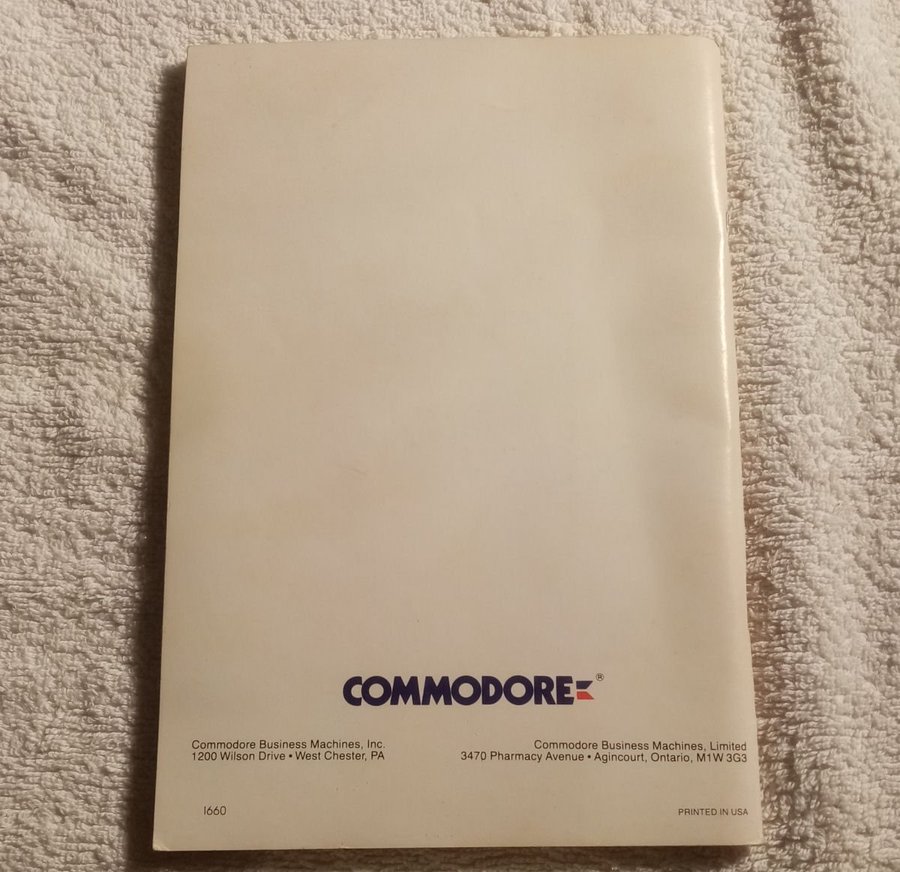 COMMODORE®
Commodore Business Machines, Inc.
1200 Wilson Drive • West Chester, PA
Commodore Business Machines, Limited
3470 Pharmacy Avenue • Agincourt, Ontario, M1W 3G3
1660
PRINTED IN USA